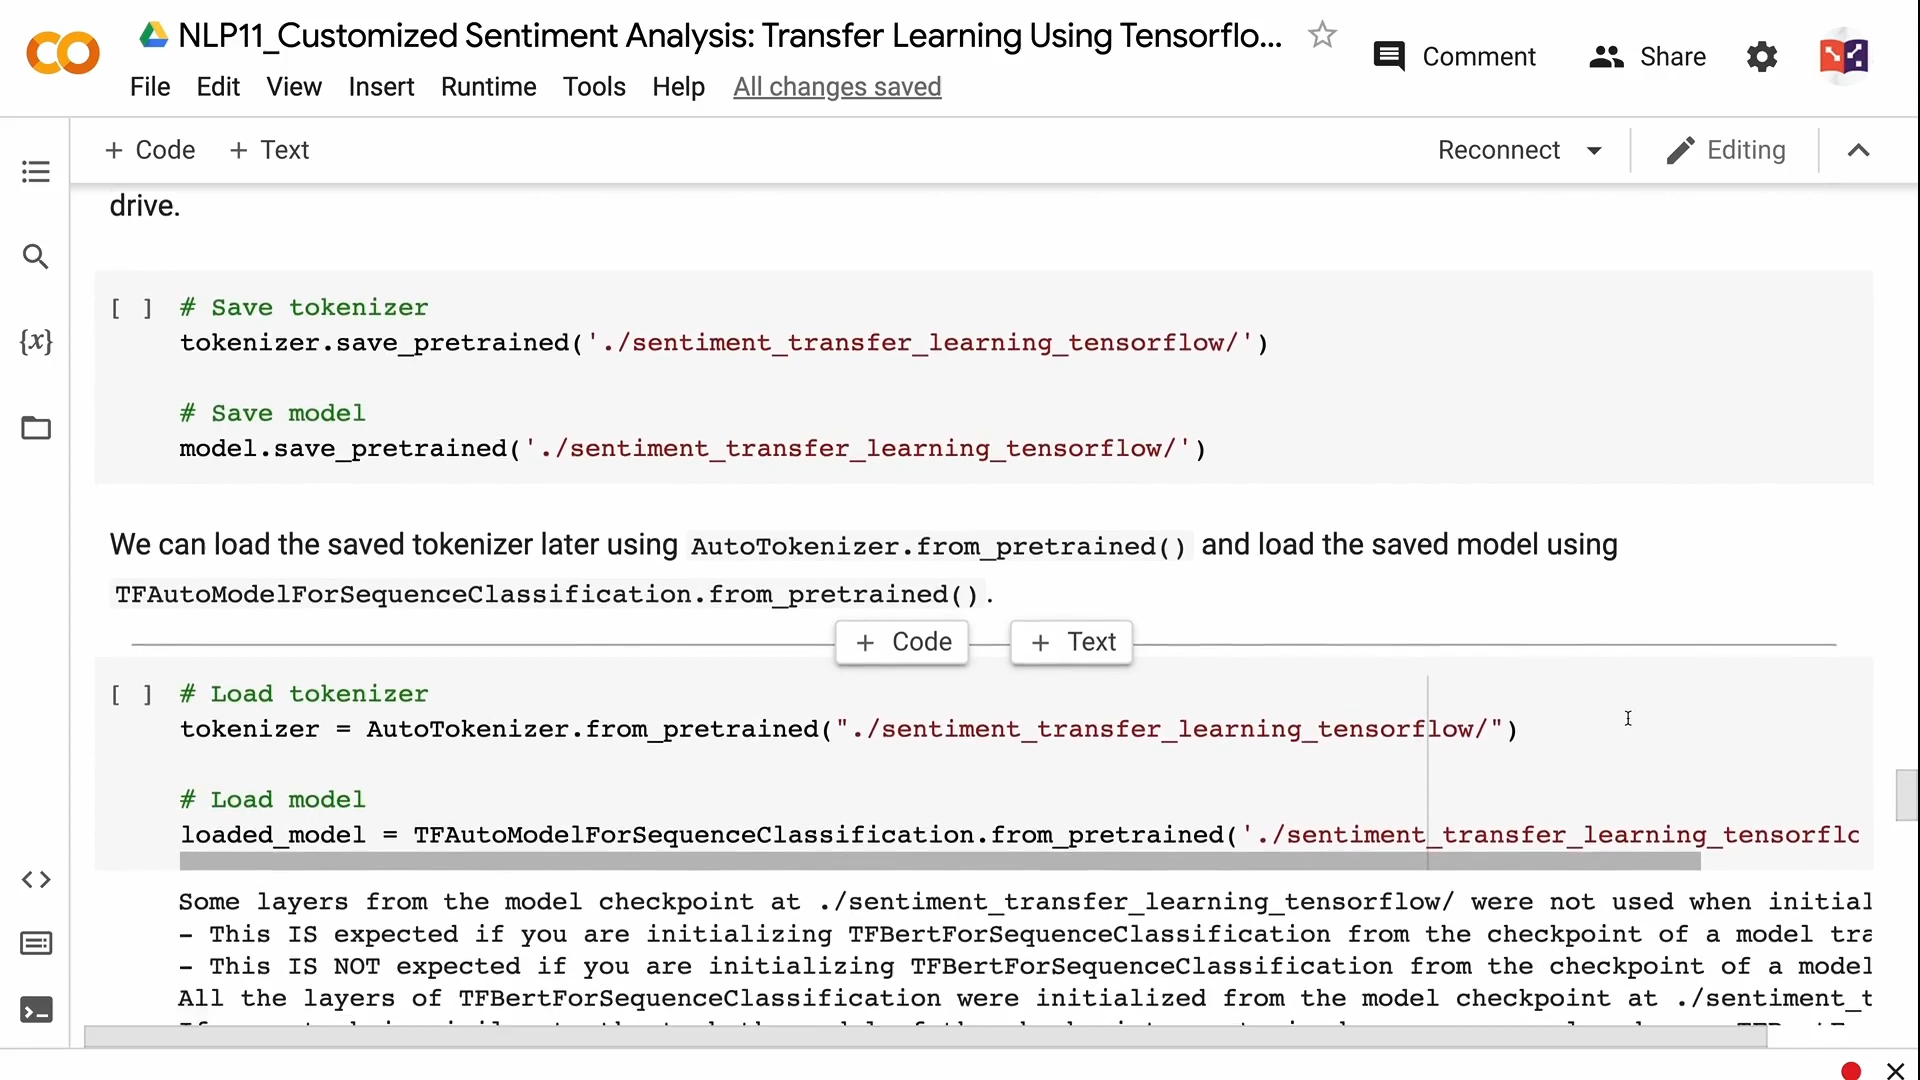 NLP11_Customized Sentiment Analysis: Transfer Learning Using Tensorflo...
Comment
Share
File Edit View Insert Runtime Tools Help All changes saved
+ Code + Text
Reconnect
Editing
drive.
[ ] # Save tokenizer
tokenizer.save_pretrained('./sentiment_transfer_learning_tensorflow/')
# Save model
model.save_pretrained('./sentiment_transfer_learning_tensorflow/')
We can load the saved tokenizer later using AutoTokenizer.from_pretrained() and load the saved model using
TFAutoModelForSequenceClassification.from_pretrained().
+ Code + Text
[ ] # Load tokenizer
tokenizer = AutoTokenizer.from_pretrained("./sentiment_transfer_learning_tensorflow/")
# Load model
loaded_model = TFAutoModelForSequenceClassification.from_pretrained('./sentiment_transfer_learning_tensorflo
Some layers from the model checkpoint at ./sentiment_transfer_learning_tensorflow/ were not used when initial
- This IS expected if you are initializing TFBertForSequenceClassification from the checkpoint of a model tra
- This IS NOT expected if you are initializing TFBertForSequenceClassification from the checkpoint of a model
All the layers of TFBertForSequenceClassification were initialized from the model checkpoint at ./sentiment_t